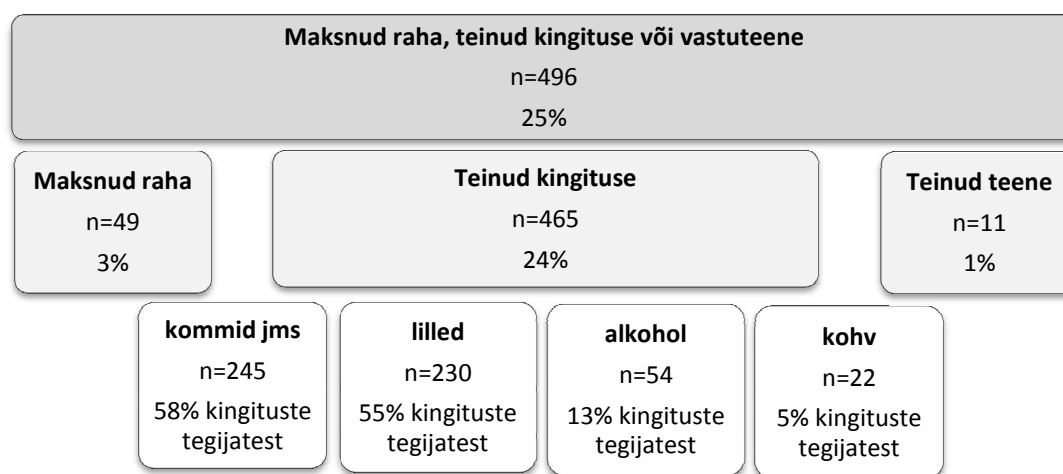 Maksnud raha, teinud kingituse või vastuteene
n=496
25%
Maksnud raha
n=49
3%
Teinud kingituse
n=465
24%
Teinud teene
n=11
1%
kommid jms
n=245
58% kingituste
tegijatest
lilled
n=230
55% kingituste
tegijatest
alkohol
n=54
13% kingituste
tegijatest
kohv
n=22
5% kingituste
tegijatest